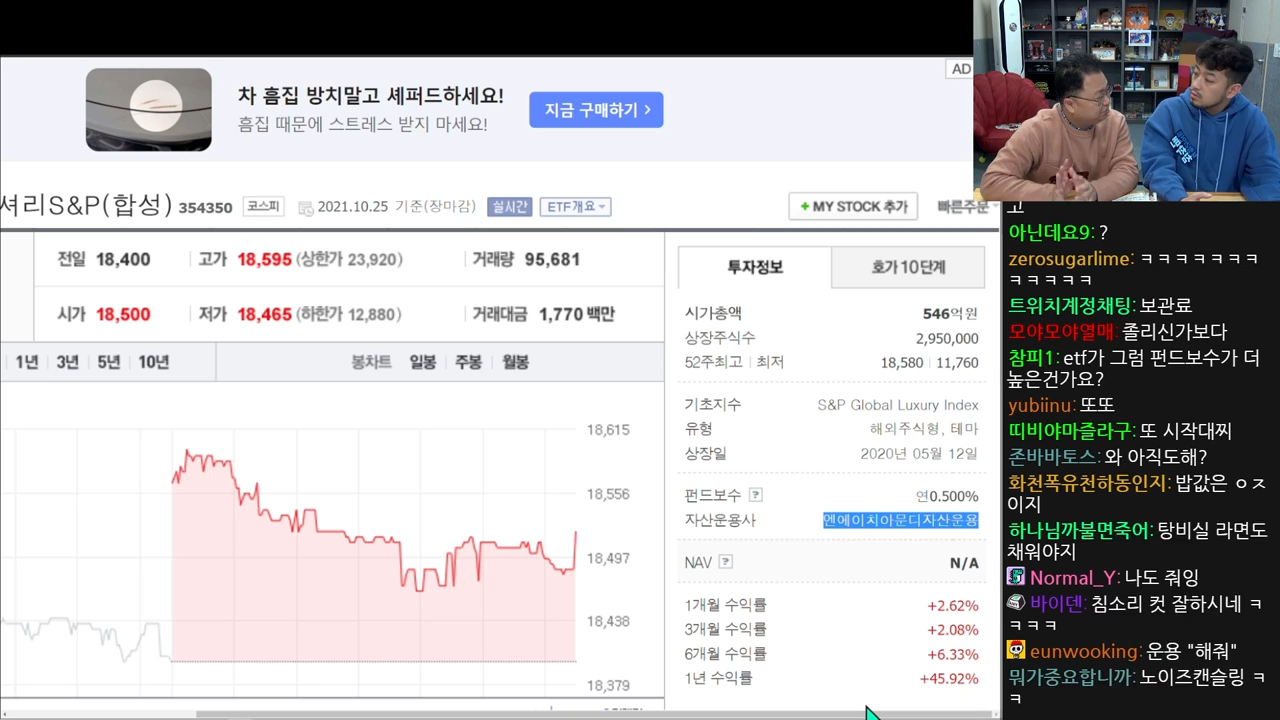 차 흠집 방치말고 셰퍼드하세요!
흠집 때문에 스트레스 받지 마세요!
지금 구매하기 ›
AD
셔리S&P(합성) 354350 코스피 2021.10.25 기준(장마감) 실시간 ETF개요
+ MY STOCK 추가 빠른주문
전일 18,400 고가 18,595 (상한가 23,920) 거래량 95,681
시가 18,500 저가 18,465 (하한가 12,880) 거래대금 1,770 백만
1년 3년 5년 10년 봉차트 일봉 주봉 월봉
18,615
18,556
18,497
18,438
18,379
투자정보 호가 10단계
시가총액 546억원
상장주식수 2,950,000
52주최고 | 최저 18,580 | 11,760
기초지수 S&P Global Luxury Index
유형 해외주식형, 테마
상장일 2020년 05월 12일
펀드보수 ? 연0.500%
자산운용사 엔에이치아문디자산운용
NAV ? N/A
1개월 수익률 +2.62%
3개월 수익률 +2.08%
6개월 수익률 +6.33%
1년 수익률 +45.92%
고
아닌데요9: ?
zerosugarlime: ㅋㅋㅋㅋㅋㅋㅋ
ㅋㅋㅋㅋㅋ
트위치계정채팅: 보관료
모야모야열매: 졸리신가보다
참피1: etf가 그럼 펀드보수가 더
높은건가요?
yubiinu: 또또
띠비야마즐라구: 또 시작대찌
존바바토스: 와 아직도해?
화천폭유천하동인지: 밥값은 ㅇㅈ
이지
하나님까불면죽어: 탕비실 라면도
채워야지
Normal_Y: 나도 줘잉
바이덴: 침소리 컷 잘하시네 ㅋ
ㅋㅋㅋ
eunwooking: 운용 "해줘"
뭐가중요합니까: 노이즈캔슬링 ㅋ
ㅋ